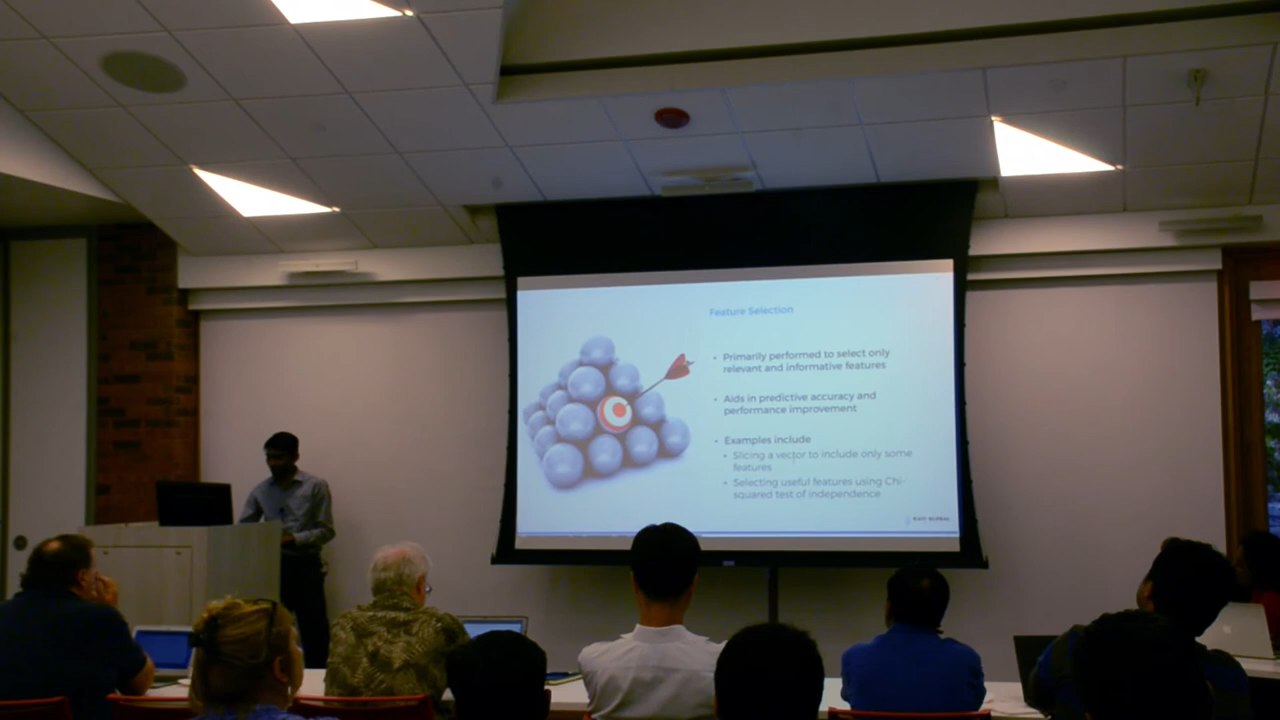 Feature Selection
• Primarily performed to select only
relevant and informative features
• Aids in predictive accuracy and
performance improvement
• Examples include
• Slicing a vector to include only some
features
• Selecting useful features using Chi-
squared test of independence